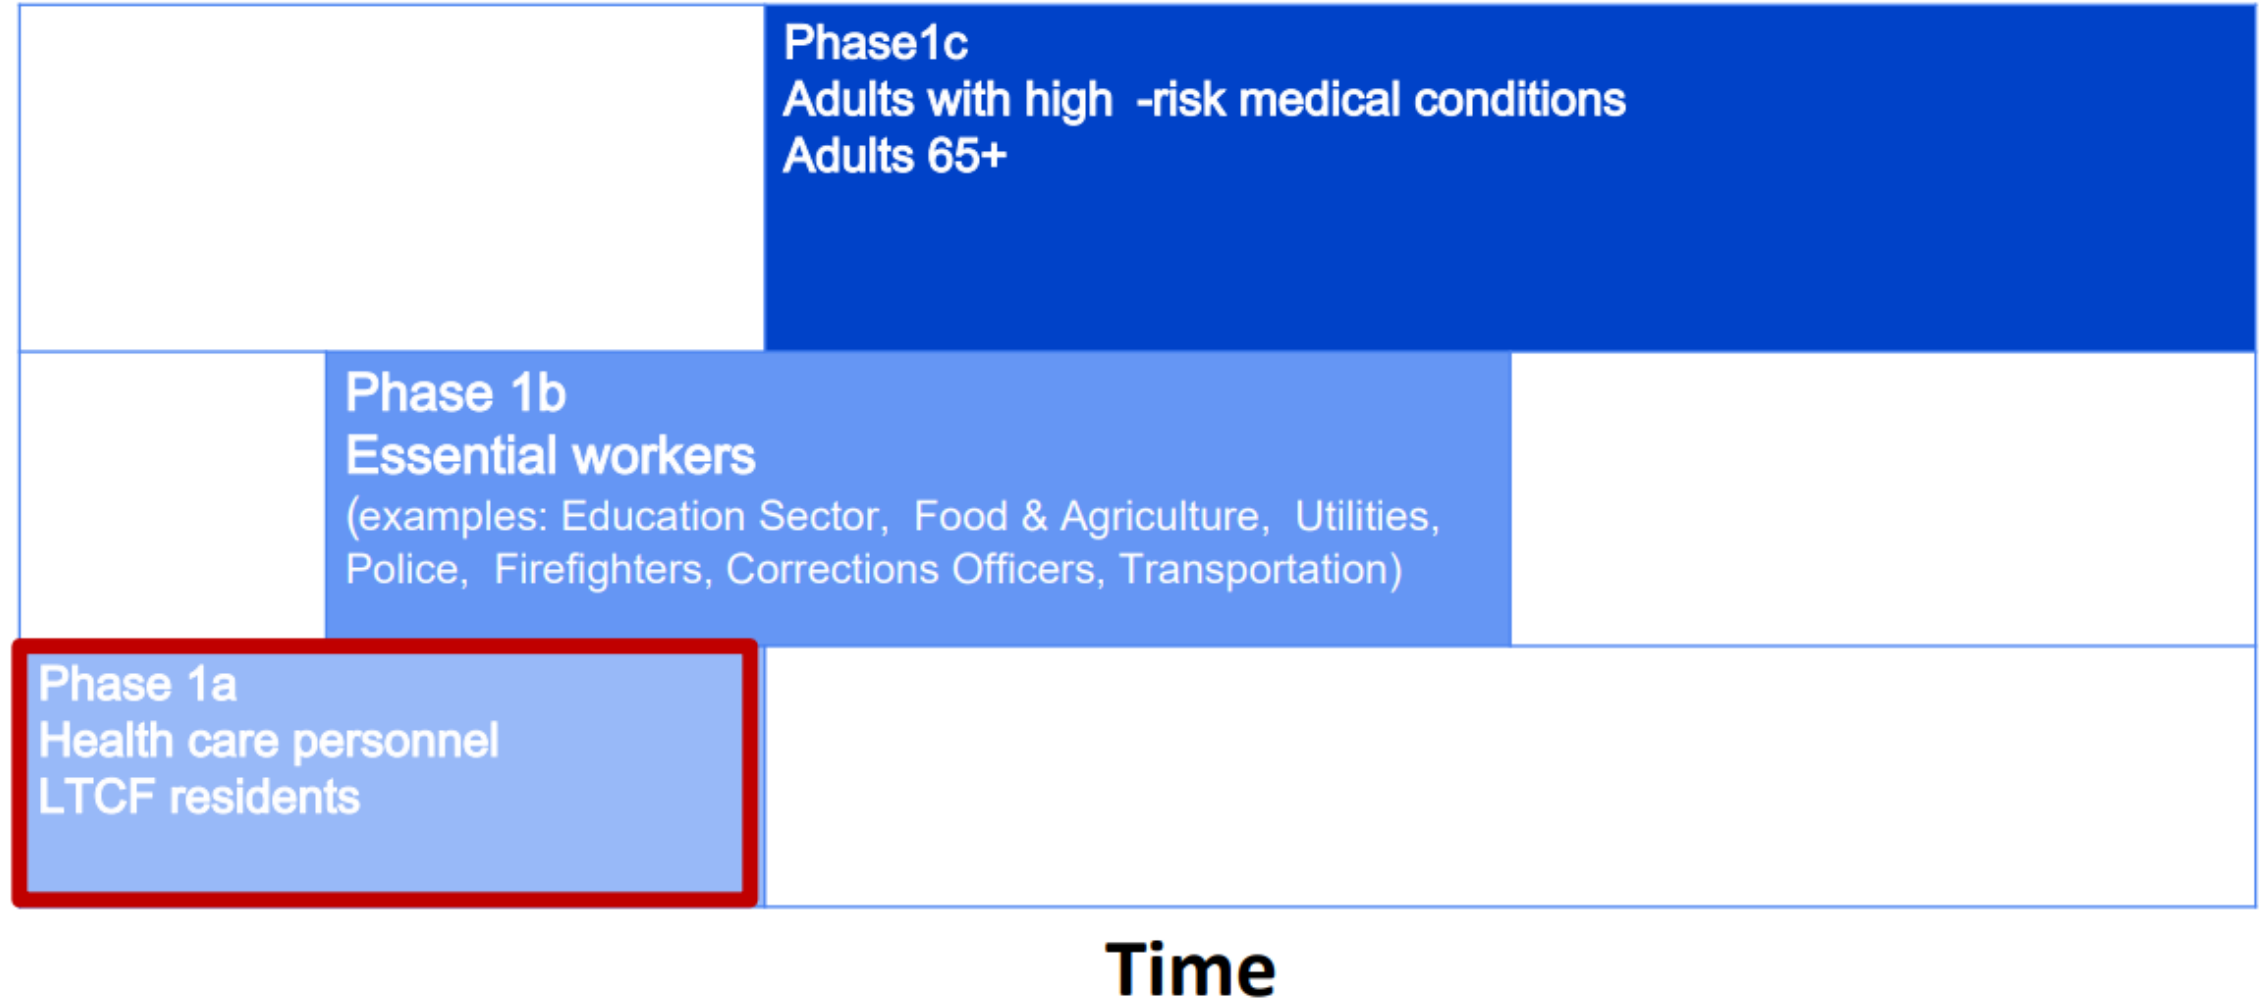 Phase1c
Adults with high -risk medical conditions
Adults 65+
Phase 1b
Essential workers
(examples: Education Sector, Food & Agriculture, Utilities,
Police, Firefighters, Corrections Officers, Transportation)
Phase 1a
Health care personnel
LTCF residents
Time